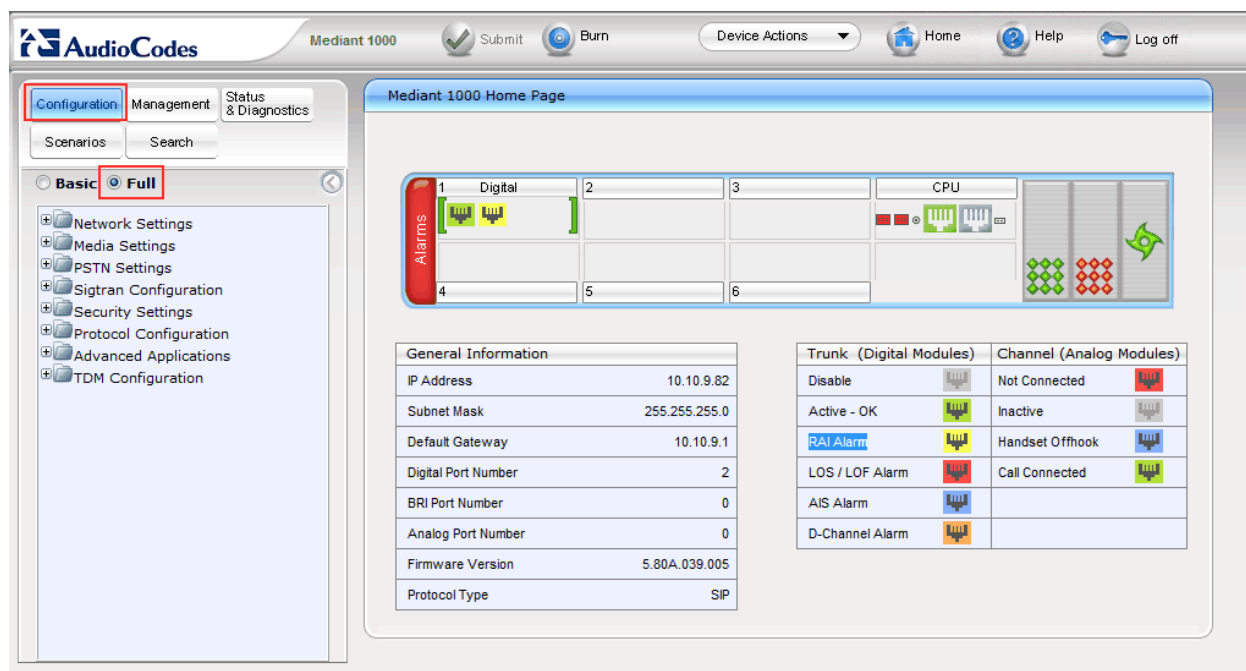 AudioCodes
Mediant 1000
Submit
Burn
Device Actions
Home
Help
Log off
Configuration
Management
Status
& Diagnostics
Scenarios
Search
Basic
Full
Network Settings
Media Settings
PSTN Settings
Sigtran Configuration
Security Settings
Protocol Configuration
Advanced Applications
TDM Configuration
Mediant 1000 Home Page
Alarms
1 Digital
2
3
CPU
4
5
6
General Information
IP Address 10.10.9.82
Subnet Mask 255.255.255.0
Default Gateway 10.10.9.1
Digital Port Number 2
BRI Port Number 0
Analog Port Number 0
Firmware Version 5.80A.039.005
Protocol Type SIP
Trunk (Digital Modules) Channel (Analog Modules)
Disable Not Connected
Active - OK Inactive
RAI Alarm Handset Offhook
LOS / LOF Alarm Call Connected
AIS Alarm
D-Channel Alarm